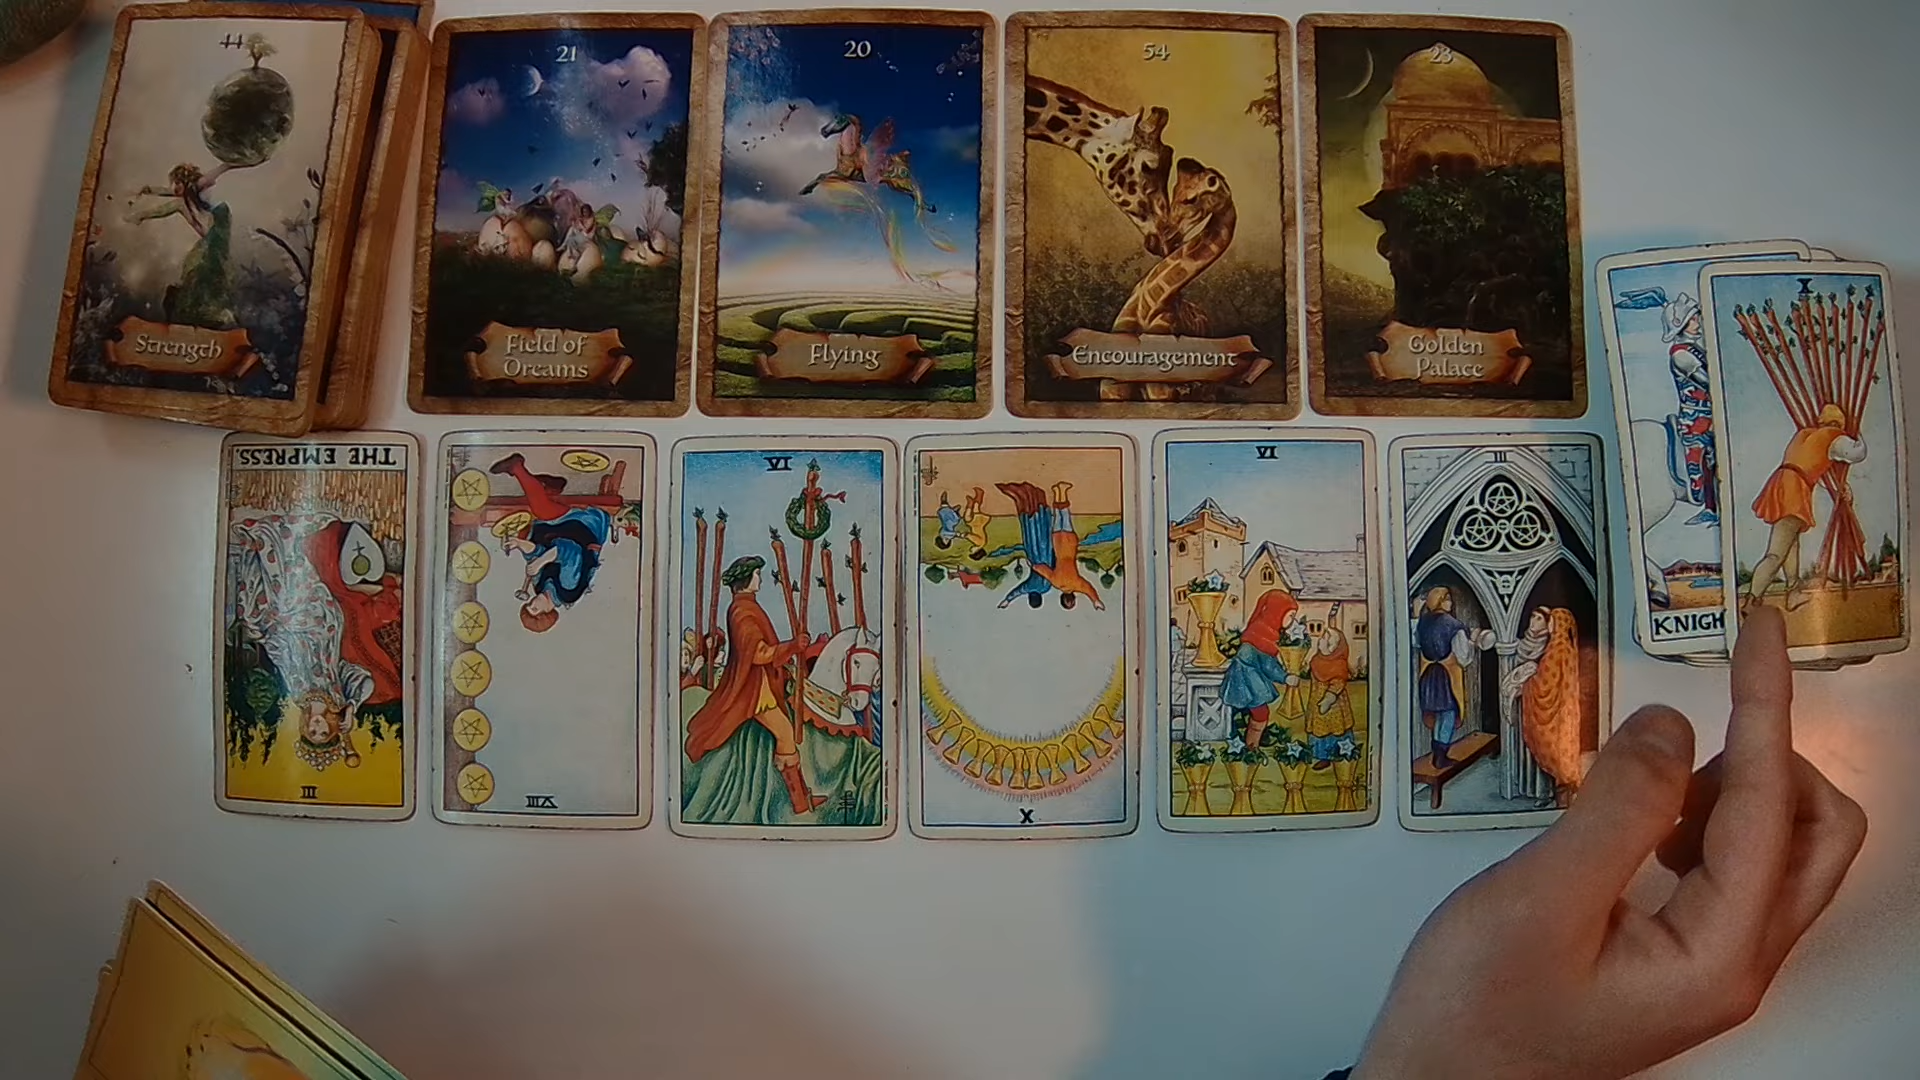 44
Strength
21
Field of
Dreams
20
Flying
54
Encouragement
23
Golden
Palace
THE EMPRESS.
III
VIII
VI
X
VI
III
KNIGH
X